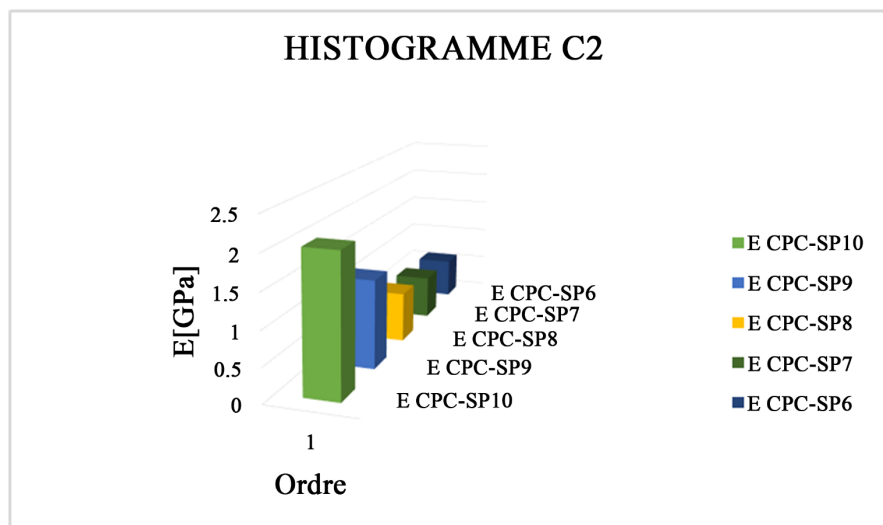 HISTOGRAMME C2
2.5
2
1.5
1
0.5
0
E[GPa]
E CPC-SP6
E CPC-SP7
E CPC-SP8
E CPC-SP9
E CPC-SP10
1
Ordre
E CPC-SP10
E CPC-SP9
E CPC-SP8
E CPC-SP7
E CPC-SP6